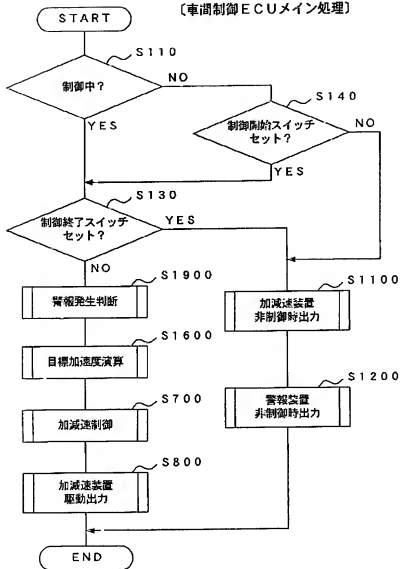 〔車間制御ECUメイン処理〕
START
S110
制御中？
NO
YES
S140
制御開始スイッチ
セット？
NO
YES
S130
制御終了スイッチ
セット？
YES
NO
S1900
警報発生判断
S1100
加減速装置
非制御時出力
S1600
目標加速度演算
S1200
警報装置
非制御時出力
S700
加減速制御
S800
加減速装置
駆動出力
END